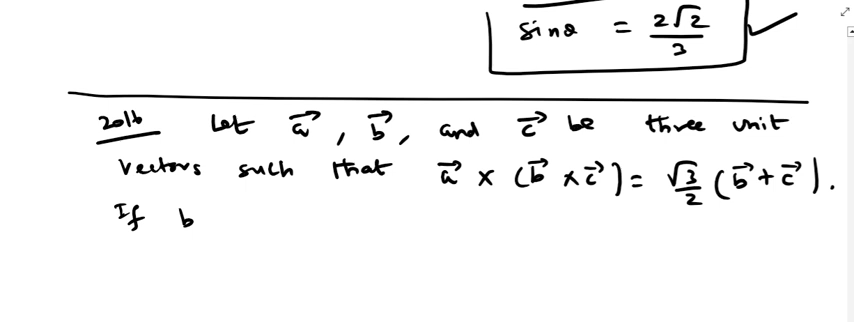 sinθ = 2√2/3
2016 Let a⃗, b⃗, and c⃗ be three unit
vectors such that a⃗ × (b⃗ × c⃗) = √3/2 (b⃗ + c⃗).
If b